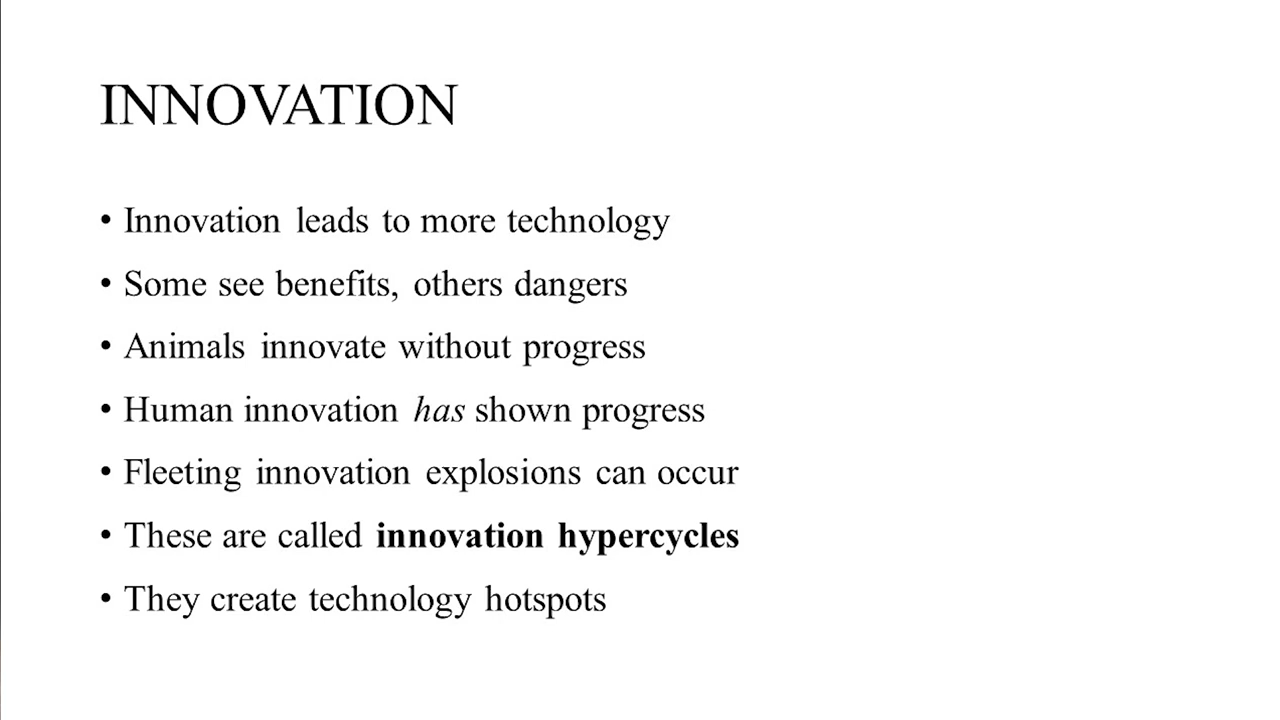 INNOVATION
• Innovation leads to more technology
• Some see benefits, others dangers
• Animals innovate without progress
• Human innovation has shown progress
• Fleeting innovation explosions can occur
• These are called innovation hypercycles
• They create technology hotspots